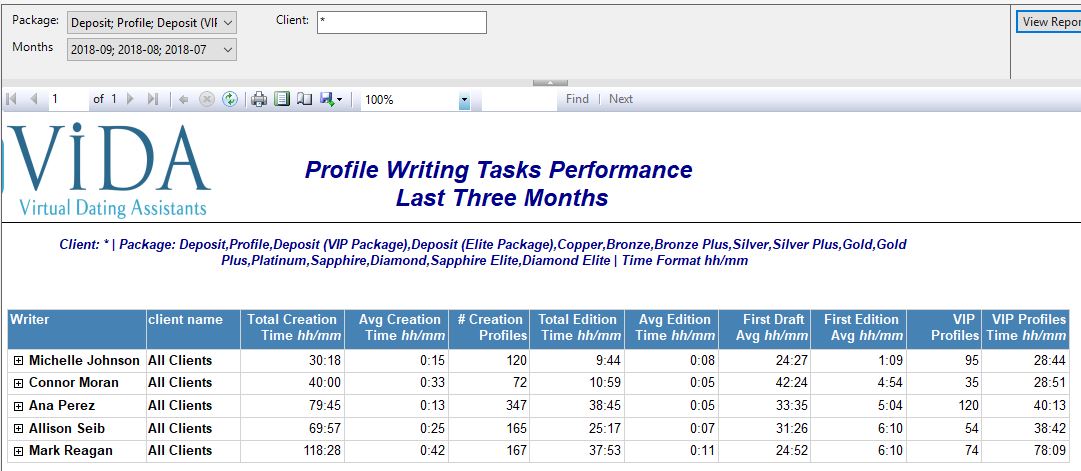 Package: Deposit; Profile; Deposit (VIF Client: * View Repor
Months 2018-09; 2018-08; 2018-07
1 of 1 100% Find | Next
ViDA
Virtual Dating Assistants
Profile Writing Tasks Performance
Last Three Months
Client: * | Package: Deposit,Profile,Deposit (VIP Package),Deposit (Elite Package),Copper,Bronze,Bronze Plus,Silver,Silver Plus,Gold,Gold
Plus,Platinum,Sapphire,Diamond,Sapphire Elite,Diamond Elite | Time Format hh/mm
Writer client name Total Creation Avg Creation # Creation Total Edition Avg Edition First Draft First Edition VIP VIP Profiles
Time hh/mm Time hh/mm Profiles Time hh/mm Time hh/mm Avg hh/mm Avg hh/mm Profiles Time hh/mm
Michelle Johnson All Clients 30:18 0:15 120 9:44 0:08 24:27 1:09 95 28:44
Connor Moran All Clients 40:00 0:33 72 10:59 0:05 42:24 4:54 35 28:51
Ana Perez All Clients 79:45 0:13 347 38:45 0:05 33:35 5:04 120 40:13
Allison Seib All Clients 69:57 0:25 165 25:17 0:07 31:26 6:10 54 38:42
Mark Reagan All Clients 118:28 0:42 167 37:53 0:11 24:52 6:10 74 78:09